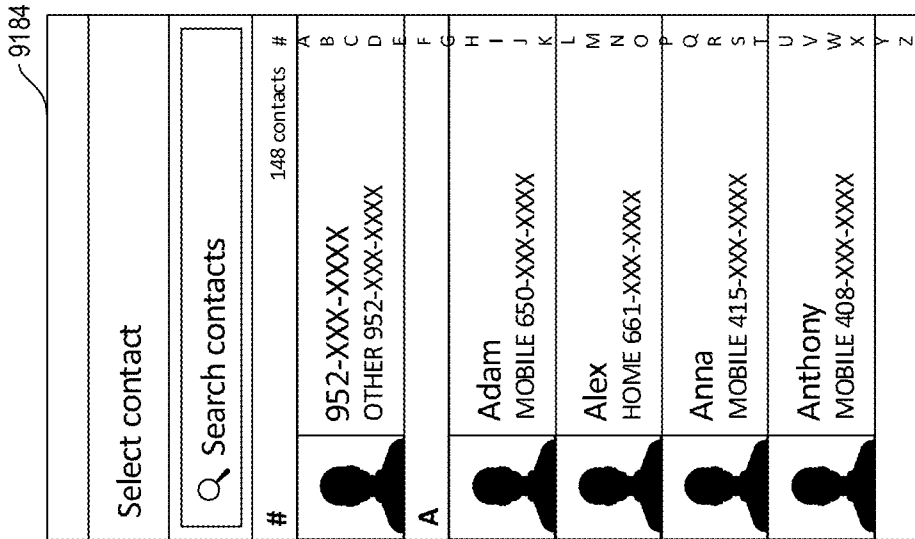 9184
Select contact
Search contacts
# 148 contacts #
952-XXX-XXXX
OTHER 952-XXX-XXXX
A
Adam
MOBILE 650-XXX-XXXX
Alex
HOME 661-XXX-XXXX
Anna
MOBILE 415-XXX-XXXX
Anthony
MOBILE 408-XXX-XXXX
A
B
C
D
E
F
G
H
I
J
K
L
M
N
O
P
Q
R
S
T
U
V
W
X
Y
Z